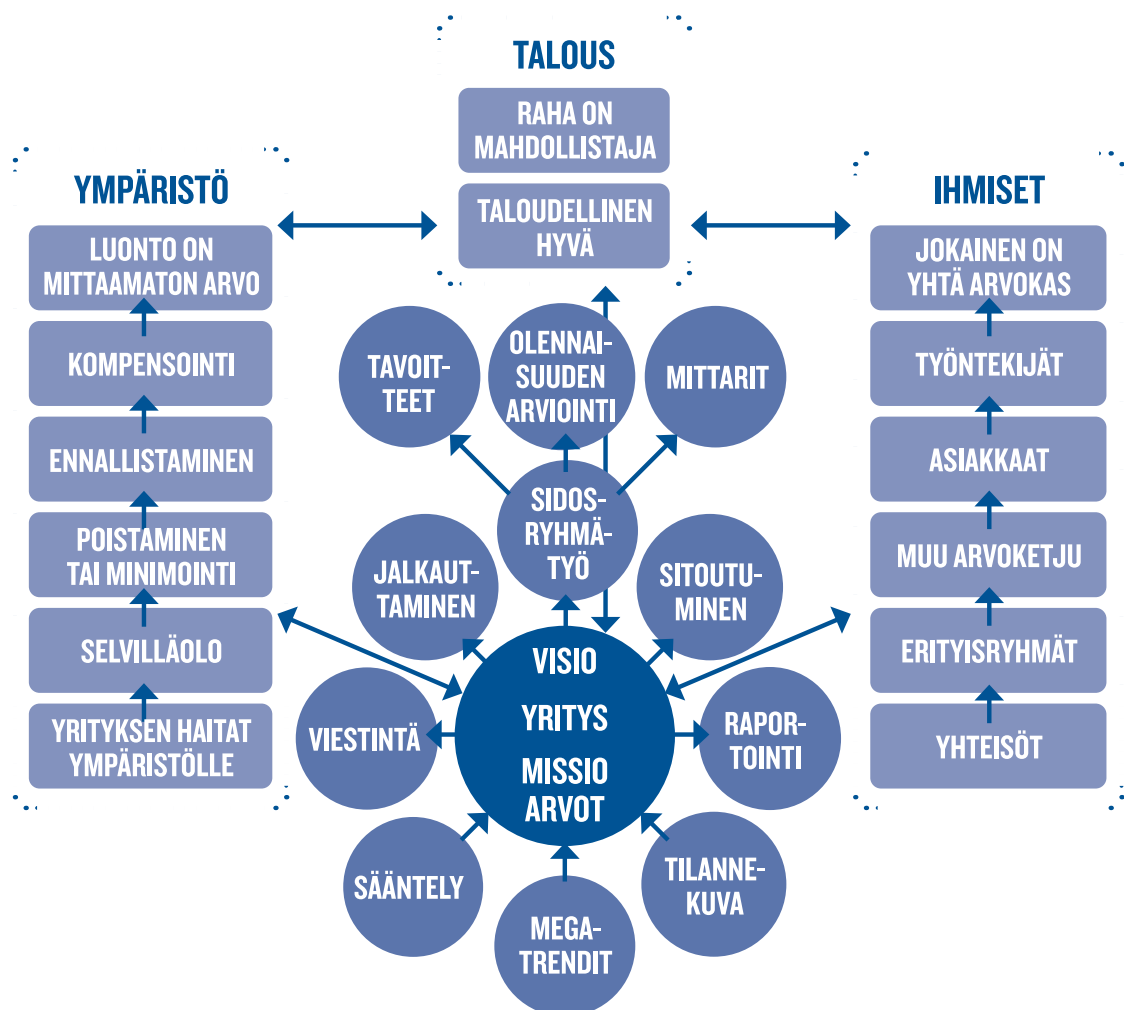 TALOUS
RAHA ON
MAHDOLLISTAJA
TALOUDELLINEN
HYVÄ
YMPÄRISTÖ
LUONTO ON
MITTAAMATON ARVO
KOMPENSOINTI
ENNALLISTAMINEN
POISTAMINEN
TAI MINIMOINTI
SELVILLÄOLO
YRITYKSEN HAITAT
YMPÄRISTÖLLE
IHMISET
JOKAINEN ON
YHTÄ ARVOKAS
TYÖNTEKIJÄT
ASIAKKAAT
MUU ARVOKETJU
ERITYISRYHMÄT
YHTEISÖT
TAVOIT-
TEET
OLENNAI-
SUUDEN
ARVIOINTI
MITTARIT
SIDOS-
RYHMÄ-
TYÖ
JALKAUT-
TAMINEN
SITOUTU-
MINEN
VISIO
YRITYS
MISSIO
ARVOT
VIESTINTÄ
RAPOR-
TOINTI
SÄÄNTELY
MEGA-
TRENDIT
TILANNE-
KUVA